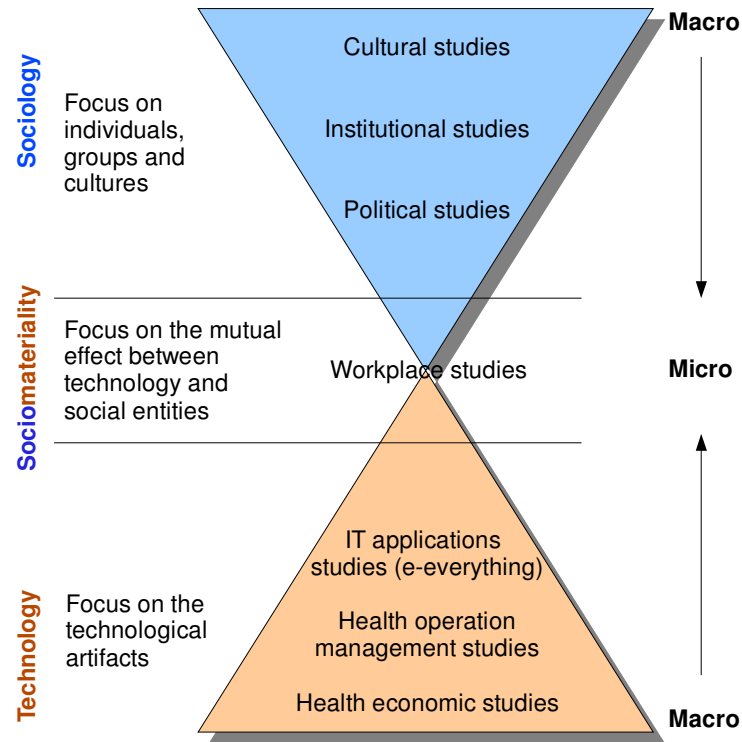 Macro
Sociology
Focus on
individuals,
groups and
cultures
Cultural studies
Institutional studies
Political studies
Sociomateriality
Focus on the mutual
effect between
technology and
social entities
Workplace studies
Micro
Technology
Focus on the
technological
artifacts
IT applications
studies (e-everything)
Health operation
management studies
Health economic studies
Macro